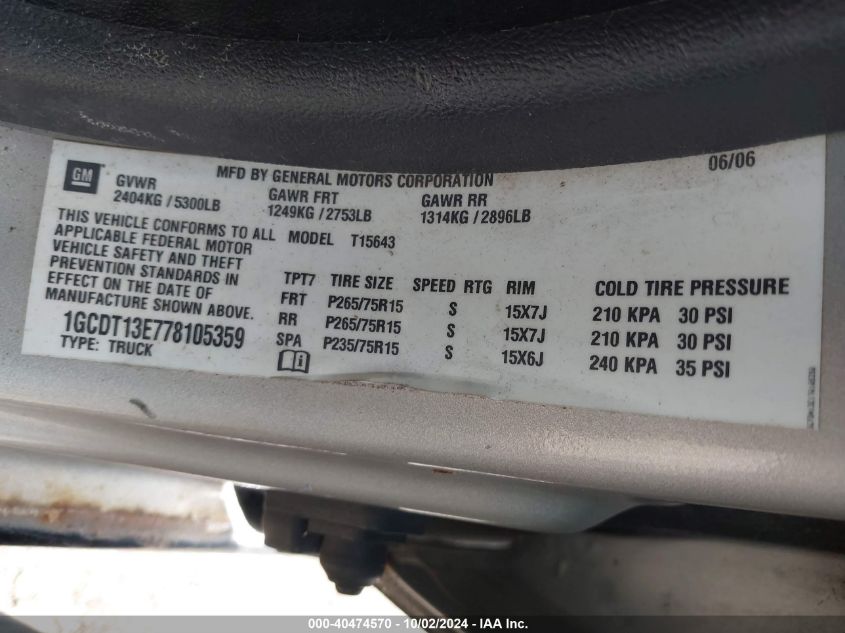 06/06
GM
MFD BY GENERAL MOTORS CORPORATION
GVWR GAWR FRT GAWR RR
2404KG / 5300LB 1249KG / 2753LB 1314KG / 2896LB
THIS VEHICLE CONFORMS TO ALL
APPLICABLE FEDERAL MOTOR
VEHICLE SAFETY AND THEFT
PREVENTION STANDARDS IN
EFFECT ON THE DATE OF
MANUFACTURE SHOWN ABOVE.
1GCDT13E778105359
TYPE: TRUCK
MODEL T15643
TPT7 TIRE SIZE SPEED RTG RIM COLD TIRE PRESSURE
FRT P265/75R15 S 15X7J 210 KPA 30 PSI
RR P265/75R15 S 15X7J 210 KPA 30 PSI
SPA P235/75R15 S 15X6J 240 KPA 35 PSI
000-40474570 - 10/02/2024 - IAA Inc.